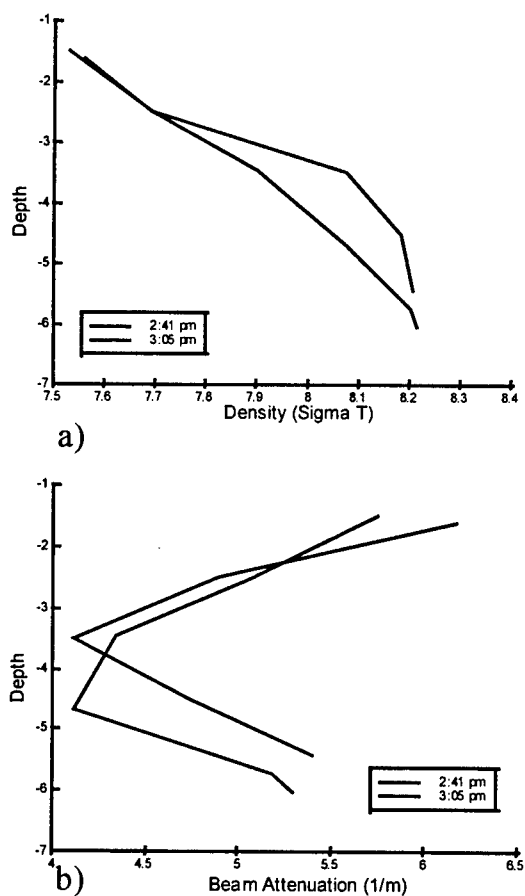 -1
-2
-3
-4
-5
-6
-7
Depth
2:41 pm
3:05 pm
7.5 7.6 7.7 7.8 7.9 8 8.1 8.2 8.3 8.4
Density (Sigma T)
a)
-1
-2
-3
-4
-5
-6
-7
Depth
2:41 pm
3:05 pm
4 4.5 5 5.5 6 6.5
b) Beam Attenuation (1/m)